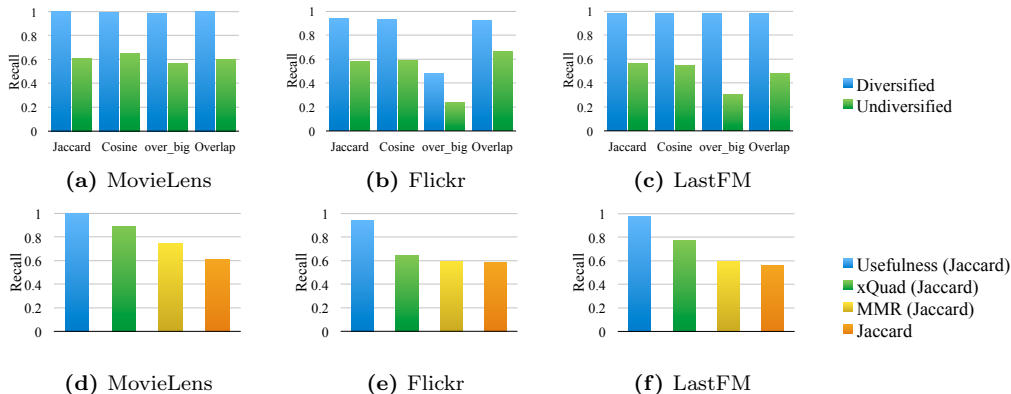 1
0.8
0.6
0.4
0.2
0
Recall
Jaccard Cosine over_big Overlap
(a) MovieLens
1
0.8
0.6
0.4
0.2
0
Recall
Jaccard Cosine over_big Overlap
(b) Flickr
1
0.8
0.6
0.4
0.2
0
Recall
Jaccard Cosine over_big Overlap
(c) LastFM
Diversified
Undiversified
1
0.8
0.6
0.4
0.2
0
Recall
(d) MovieLens
1
0.8
0.6
0.4
0.2
0
Recall
(e) Flickr
1
0.8
0.6
0.4
0.2
0
Recall
(f) LastFM
Usefulness (Jaccard)
xQuad (Jaccard)
MMR (Jaccard)
Jaccard